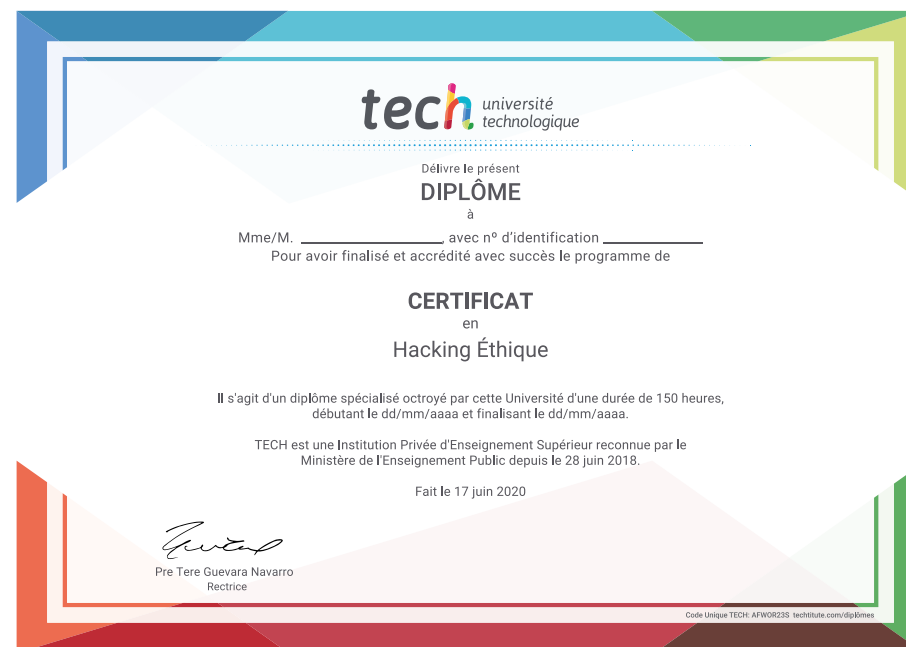 tech université
technologique
Délivre le présent
DIPLÔME
à
Mme/M. ____________________, avec nº d'identification ______________
Pour avoir finalisé et accrédité avec succès le programme de
CERTIFICAT
en
Hacking Éthique
Il s'agit d'un diplôme spécialisé octroyé par cette Université d'une durée de 150 heures,
débutant le dd/mm/aaaa et finalisant le dd/mm/aaaa.
TECH est une Institution Privée d'Enseignement Supérieur reconnue par le
Ministère de l'Enseignement Public depuis le 28 juin 2018.
Fait le 17 juin 2020
Pre Tere Guevara Navarro
Rectrice
Code Unique TECH: AFWOR23S techtitute.com/diplômes